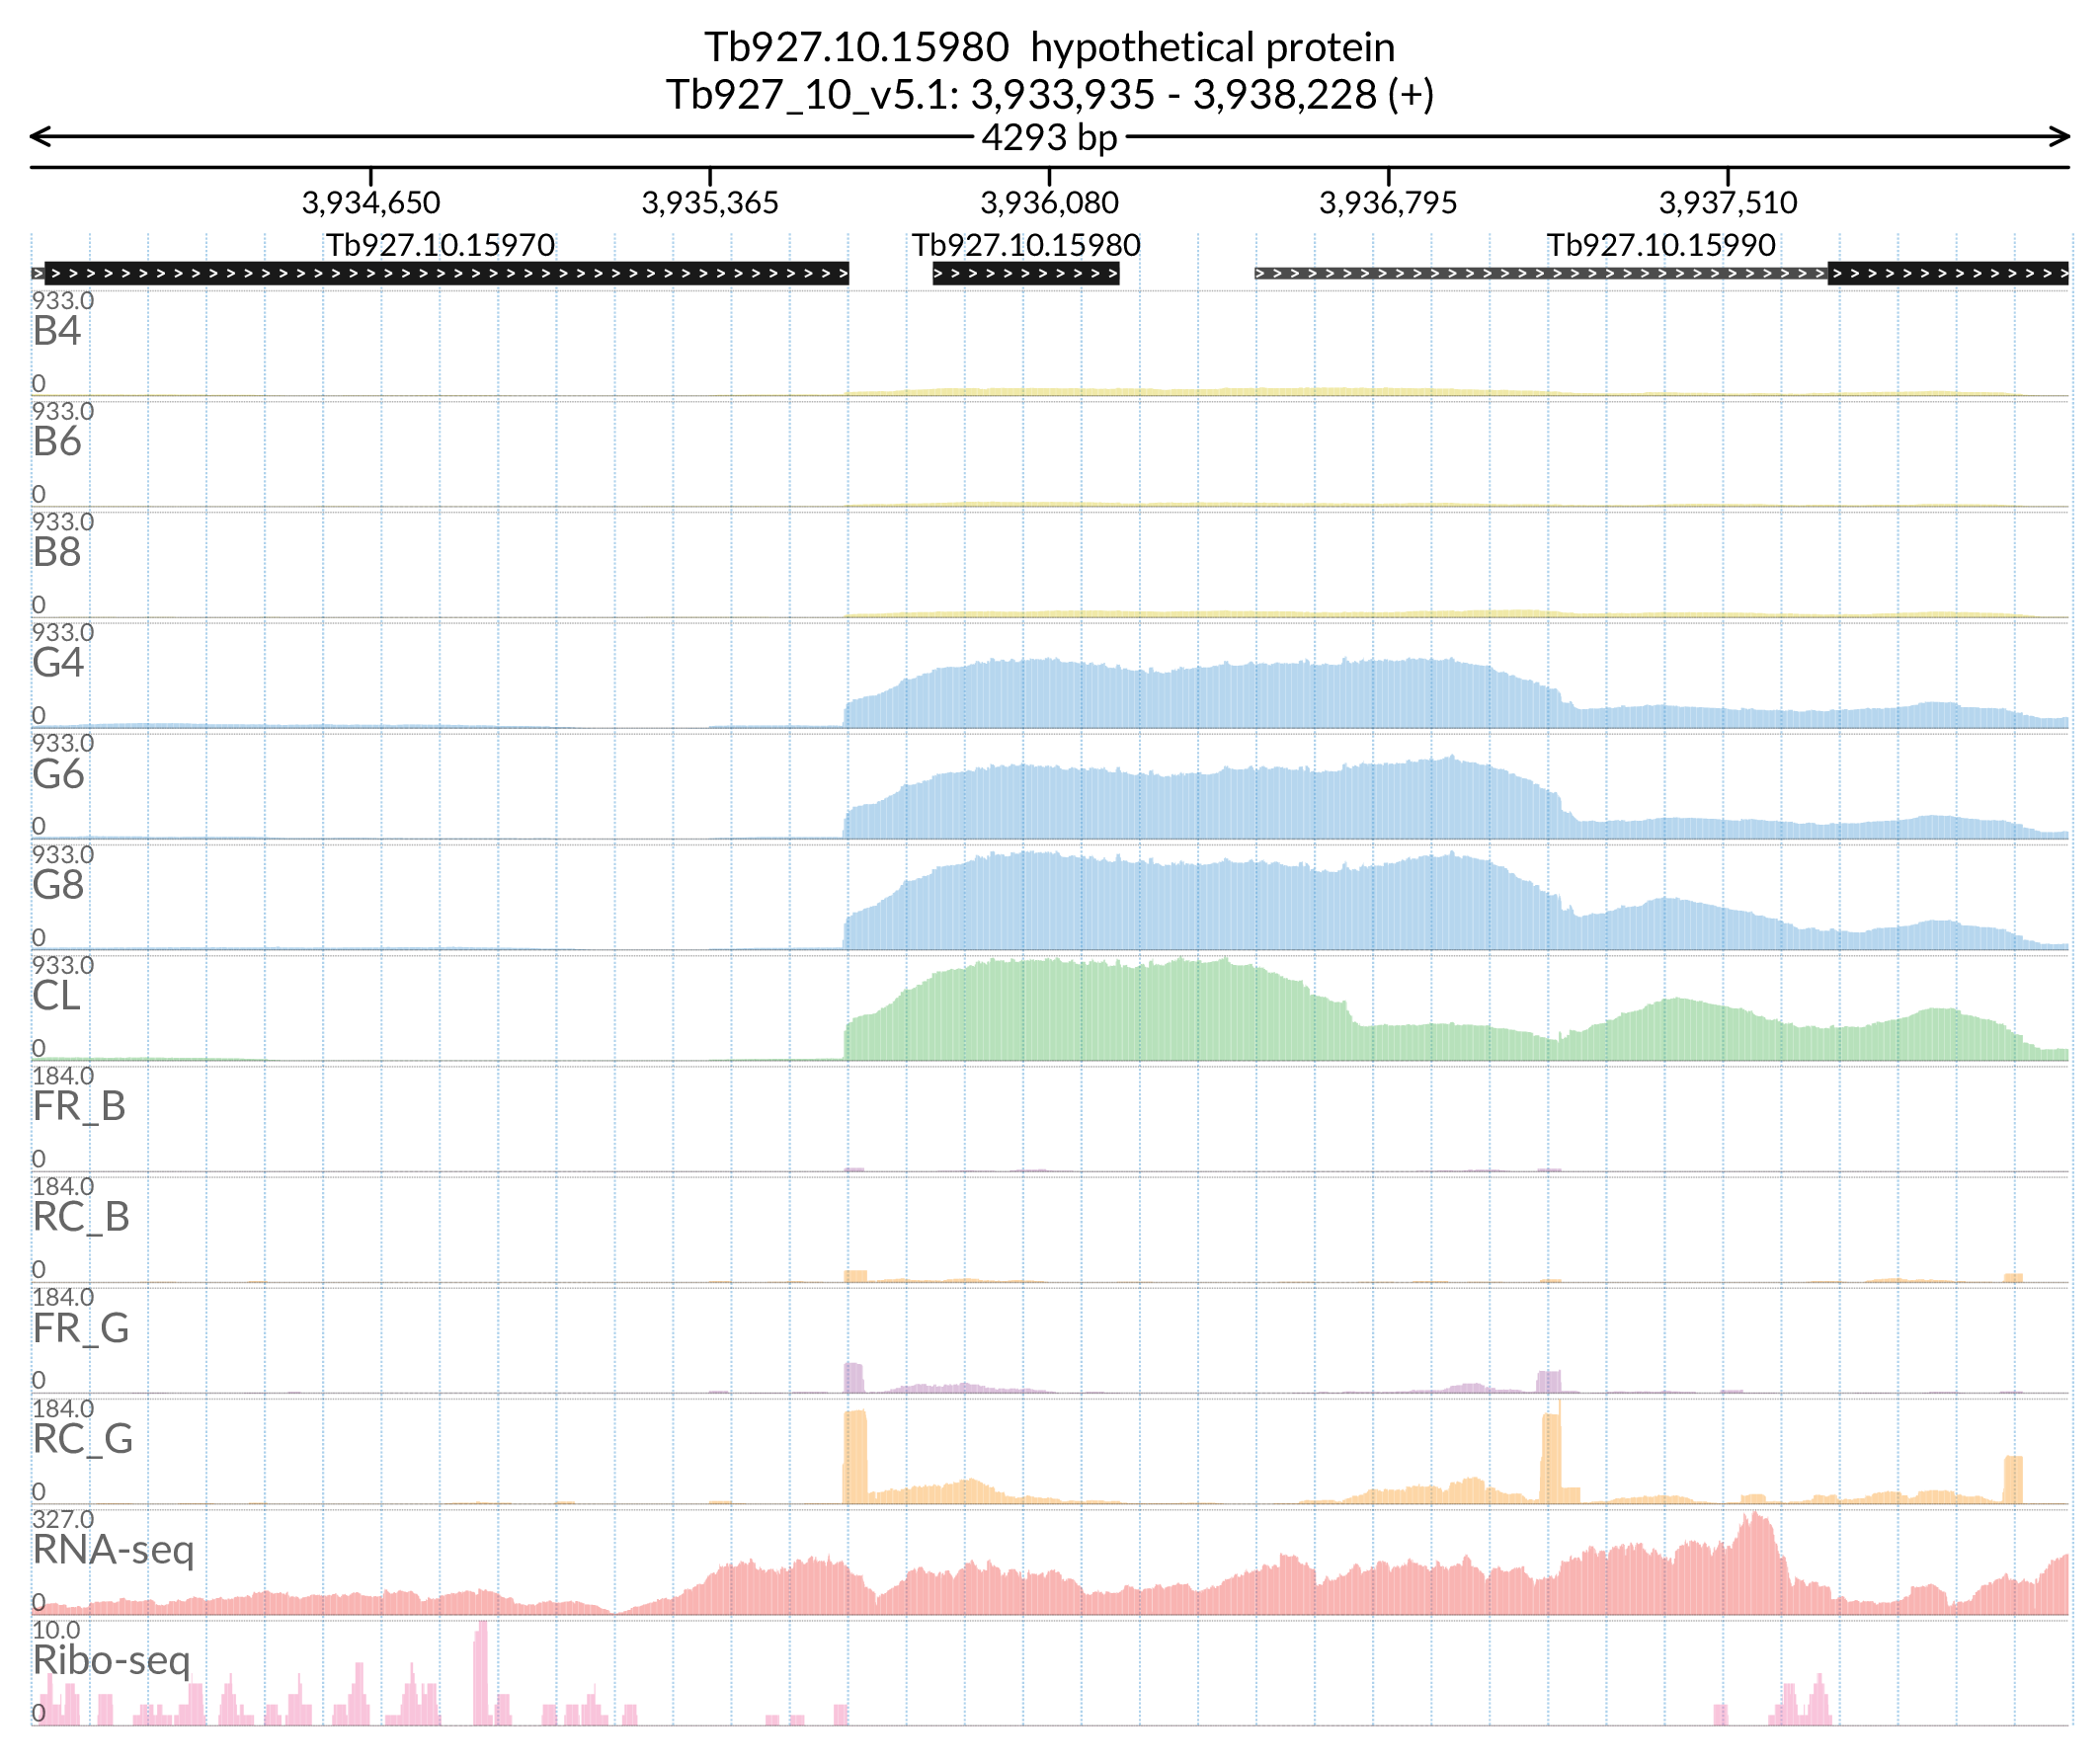 Tb927.10.15980  hypothetical protein
Tb927_10_v5.1: 3,933,935 - 3,938,228 (+)
4293 bp
3,934,650 3,935,365 3,936,080 3,936,795 3,937,510
Tb927.10.15970 Tb927.10.15980 Tb927.10.15990
933.0
B4
0
933.0
B6
0
933.0
B8
0
933.0
G4
0
933.0
G6
0
933.0
G8
0
933.0
CL
0
184.0
FR_B
0
184.0
RC_B
0
184.0
FR_G
0
184.0
RC_G
0
327.0
RNA-seq
0
10.0
Ribo-seq
0